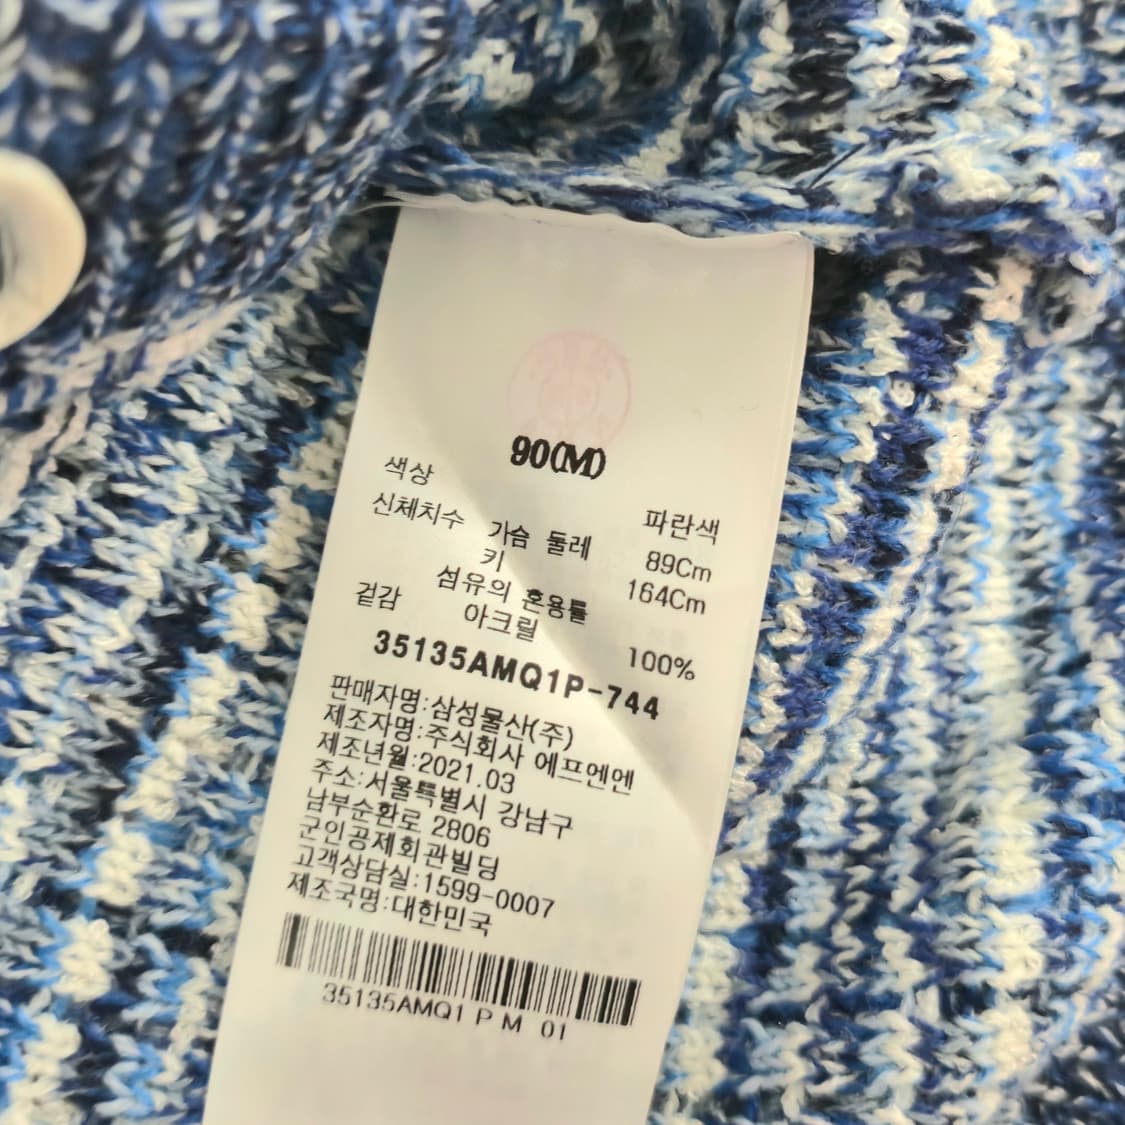 90(M)
색상 파란색
신체치수 가슴 둘레 89Cm
키 164Cm
섬유의 혼용률
겉감 아크릴 100%
35135AMQ1P-744
판매자명:삼성물산(주)
제조자명:주식회사 에프엔엔
제조년월:2021.03
주소:서울특별시 강남구
남부순환로 2806
군인공제회관빌딩
고객상담실:1599-0007
제조국명:대한민국
35135AMQ1 P M 01